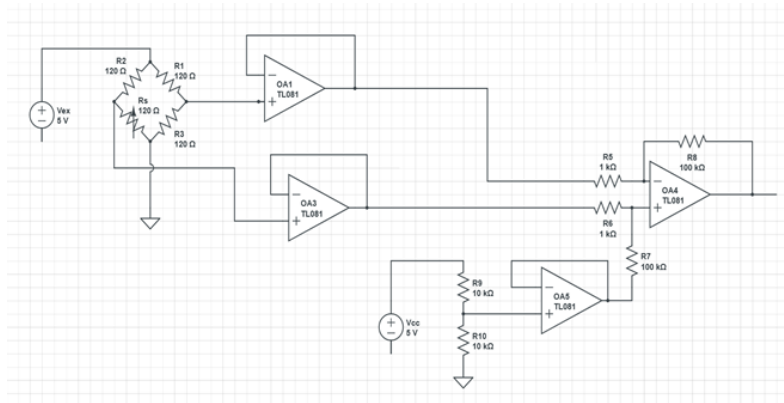 R2
120 Ω
R1
120 Ω
Rs
120 Ω
R3
120 Ω
Vex
5 V
+
−
−
+
OA1
TL081
−
+
OA3
TL081
R5
1 kΩ
R6
1 kΩ
R8
100 kΩ
−
+
OA4
TL081
R7
100 kΩ
R9
10 kΩ
R10
10 kΩ
+
−
Vcc
5 V
−
+
OA5
TL081